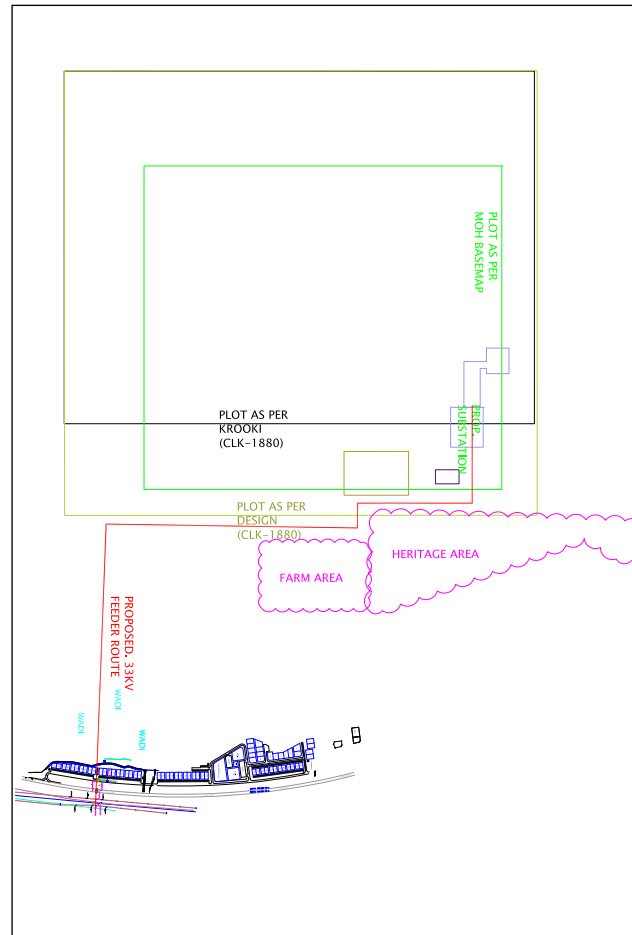 PLOT AS PER
MOH BASEMAP
PLOT AS PER
KROOKI
(CLK-1880)
PROP.
SUBSTATION
PLOT AS PER
DESIGN
(CLK-1880)
HERITAGE AREA
FARM AREA
PROPOSED. 33KV
FEEDER ROUTE
WADI
WADI
WADI